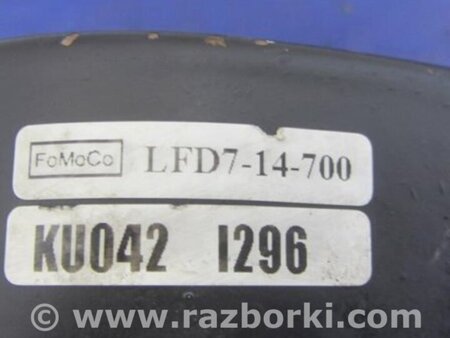 FoMoCo LFD7-14-700
KU042 I296
© www.razborki.com